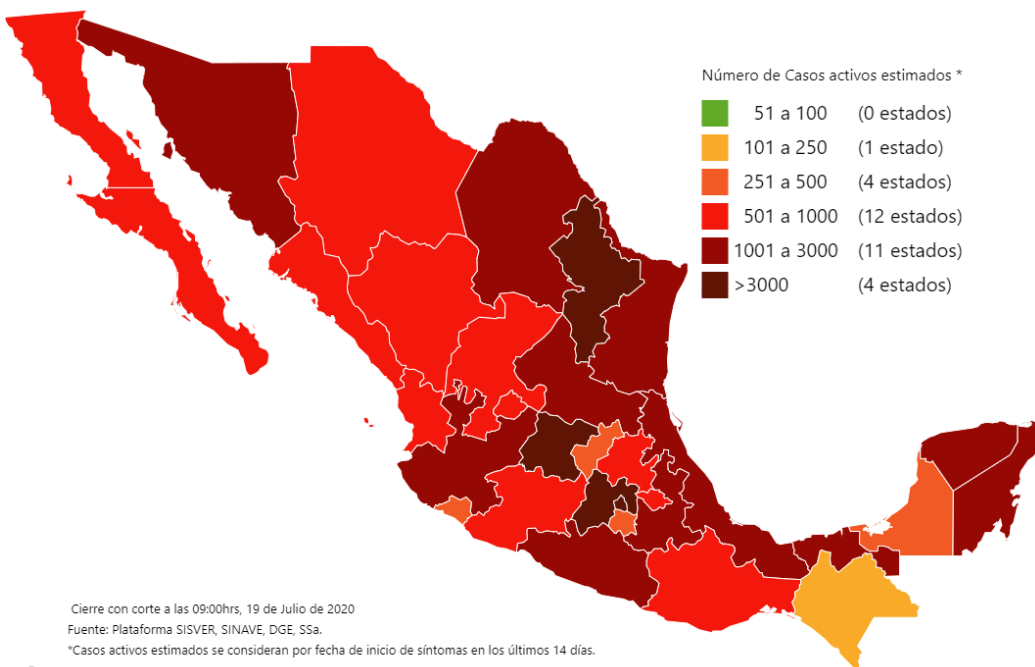 Número de Casos activos estimados *
51 a 100 (0 estados)
101 a 250 (1 estado)
251 a 500 (4 estados)
501 a 1000 (12 estados)
1001 a 3000 (11 estados)
>3000 (4 estados)
Cierre con corte a las 09:00hrs, 19 de Julio de 2020
Fuente: Plataforma SISVER, SINAVE, DGE, SSa.
*Casos activos estimados se consideran por fecha de inicio de síntomas en los últimos 14 días.